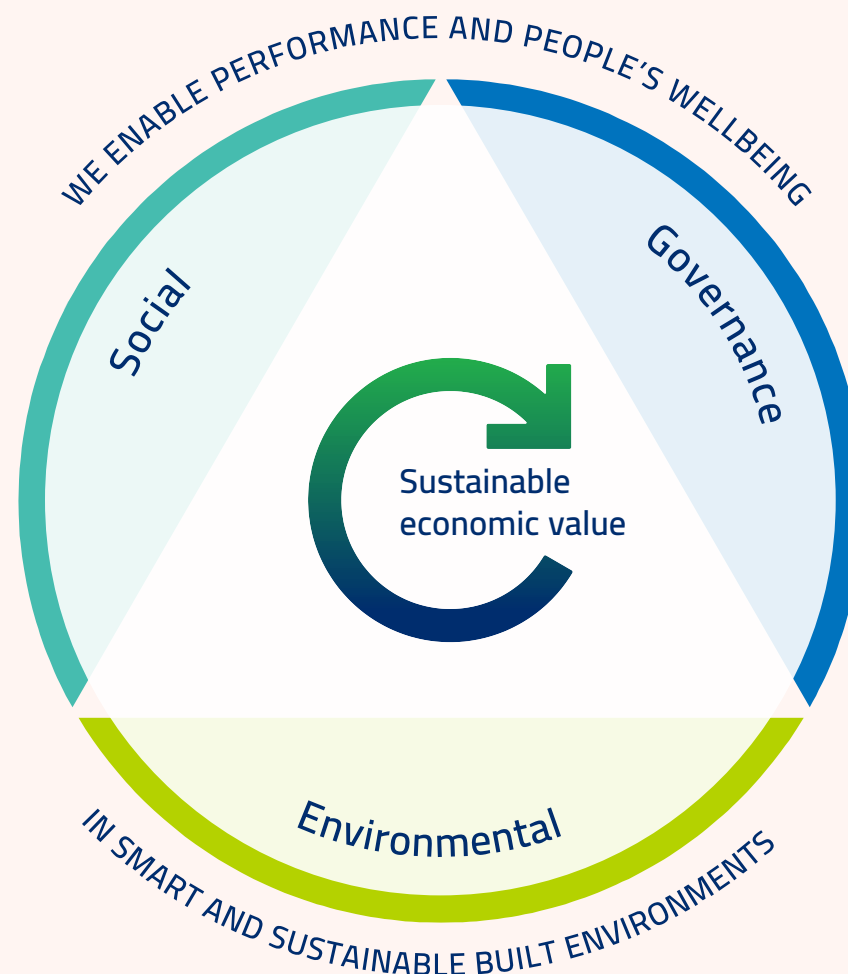 WE ENABLE PERFORMANCE AND PEOPLE’S WELLBEING
Social
Governance
Sustainable
economic value
Environmental
IN SMART AND SUSTAINABLE BUILT ENVIRONMENTS